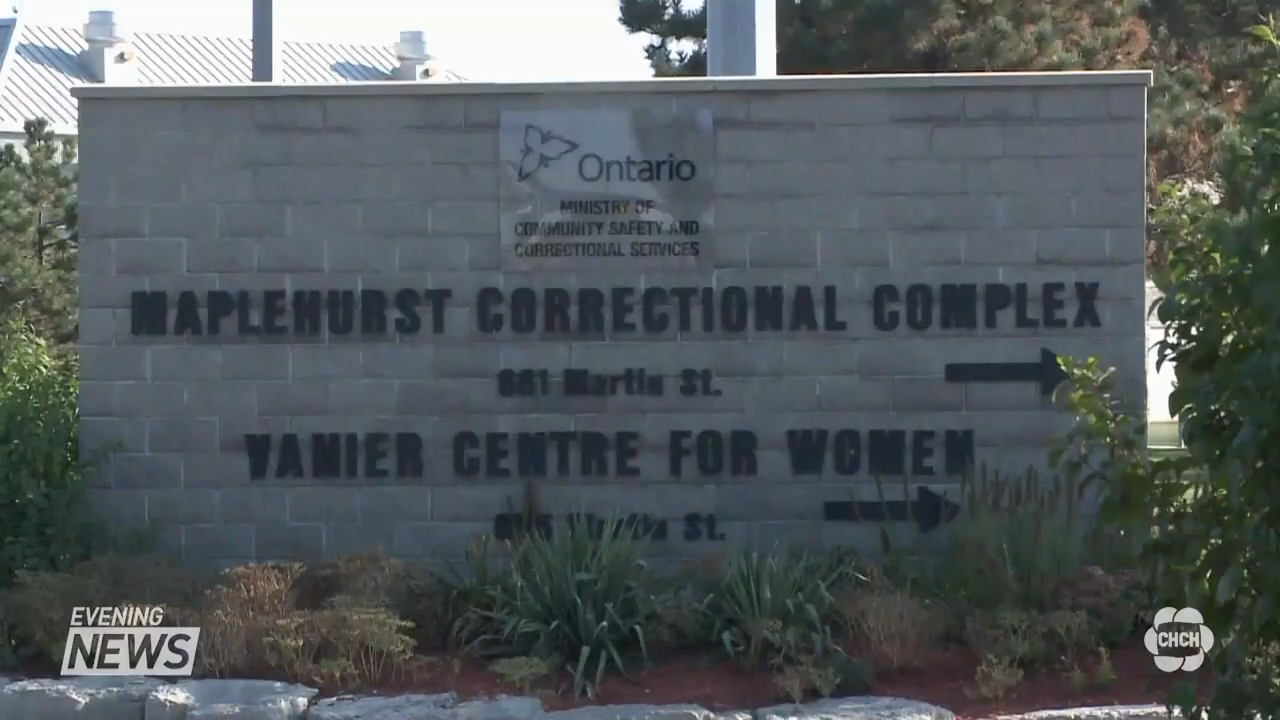 Ontario
MINISTRY OF
COMMUNITY SAFETY AND
CORRECTIONAL SERVICES
MAPLEHURST CORRECTIONAL COMPLEX
661 Martin St.
VANIER CENTRE FOR WOMEN
Martin St.
EVENING
NEWS
CHCH